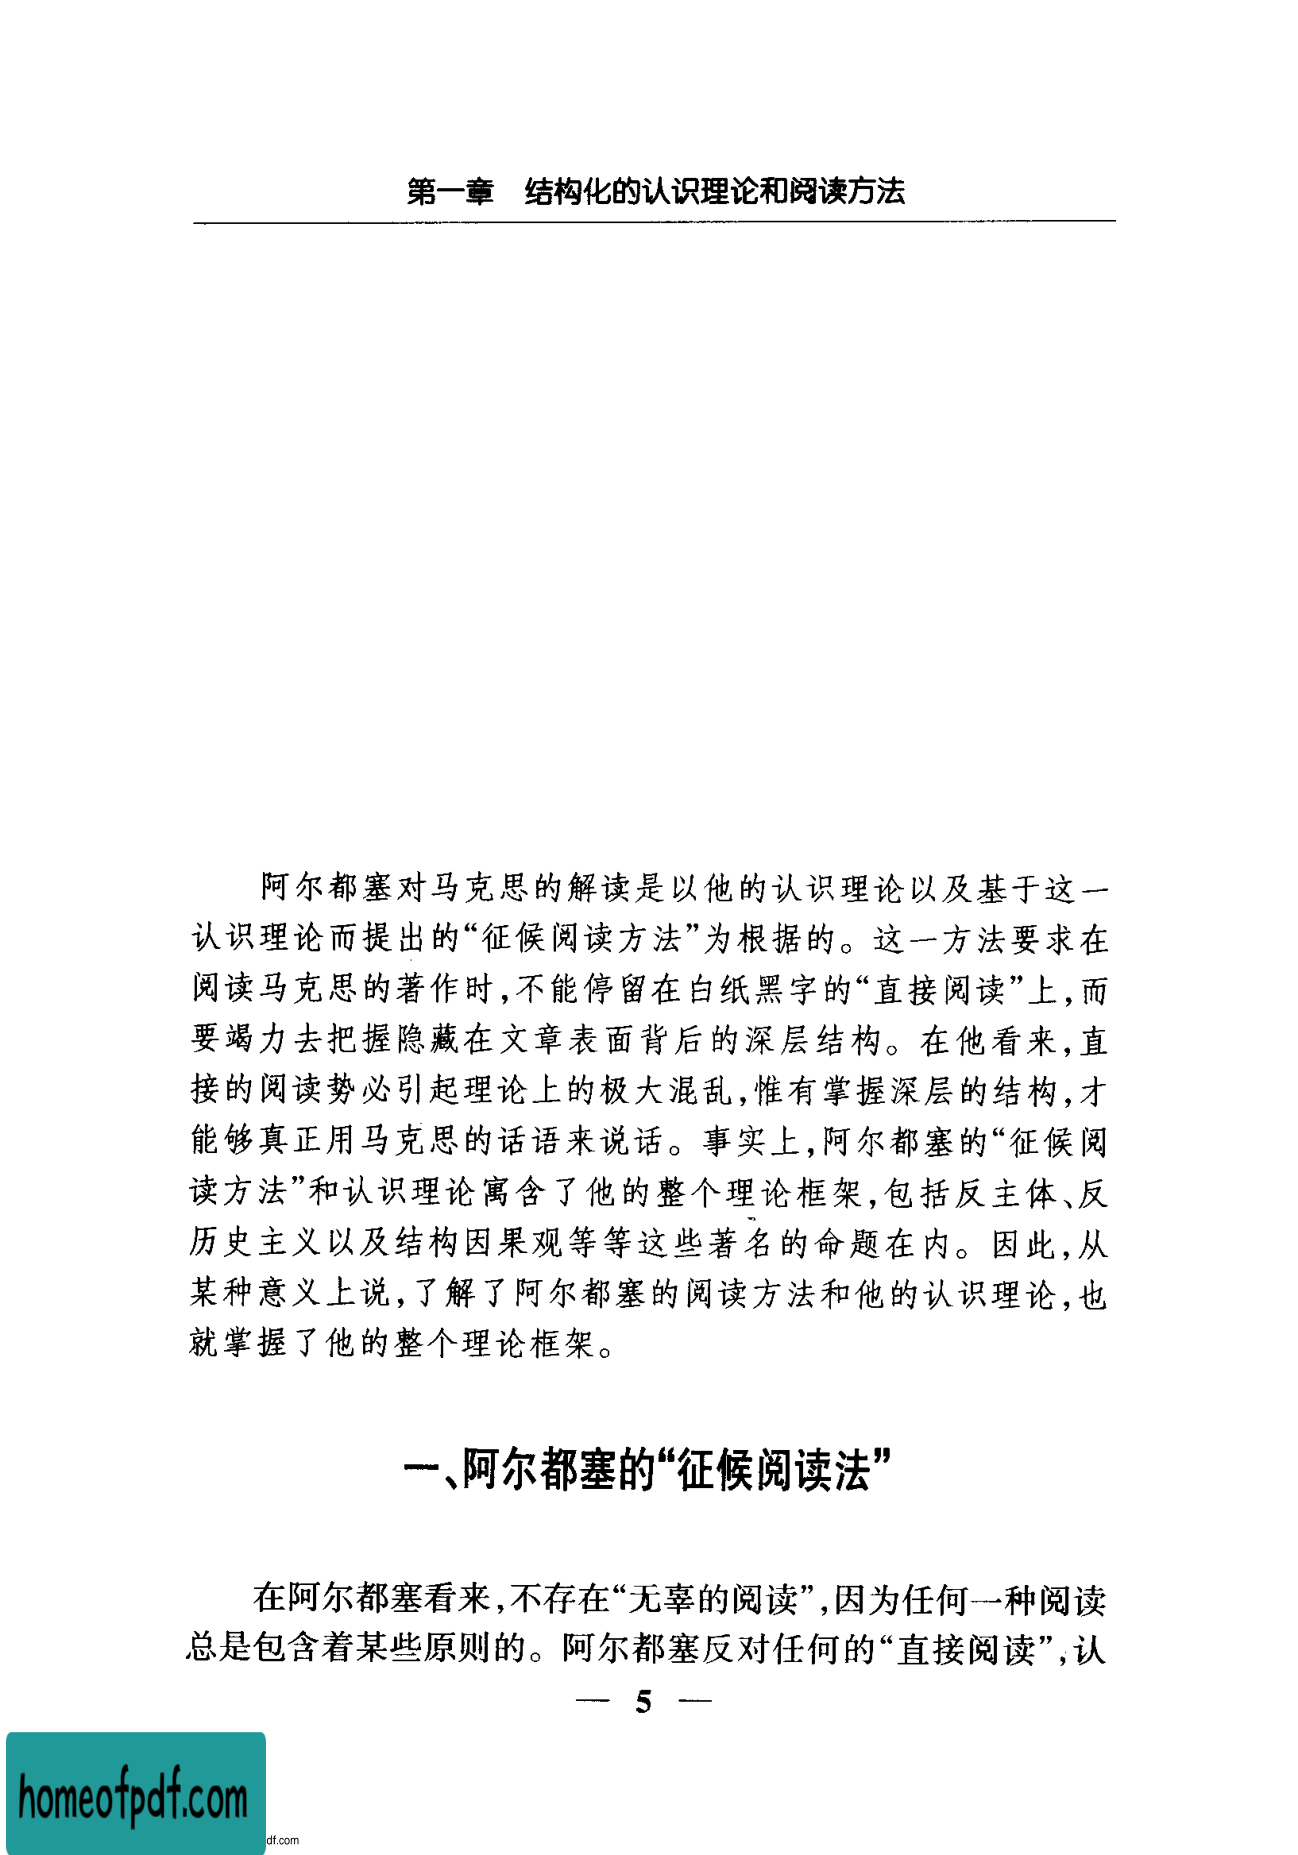 第一章　结构化的认识理论和阅读方法
阿尔都塞对马克思的解读是以他的认识理论以及基于这一
认识理论而提出的“征候阅读方法”为根据的。这一方法要求在
阅读马克思的著作时,不能停留在白纸黑字的“直接阅读”上,而
要竭力去把握隐藏在文章表面背后的深层结构。在他看来,直
接的阅读势必引起理论上的极大混乱,惟有掌握深层的结构,才
能够真正用马克思的话语来说话。事实上,阿尔都塞的“征候阅
读方法”和认识理论寓含了他的整个理论框架,包括反主体、反
历史主义以及结构因果观等等这些著名的命题在内。因此,从
某种意义上说,了解了阿尔都塞的阅读方法和他的认识理论,也
就掌握了他的整个理论框架。
一、阿尔都塞的“征候阅读法”
在阿尔都塞看来,不存在“无辜的阅读”,因为任何一种阅读
总是包含着某些原则的。阿尔都塞反对任何的“直接阅读”,认
— 5 —
homeofpdf.com
df.com